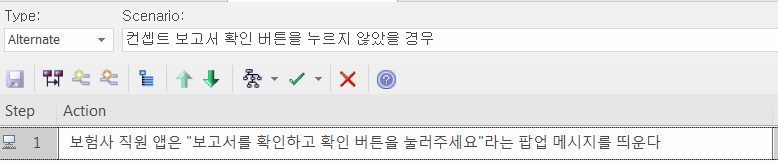 Type:
Scenario:
Alternate
컨셉트 보고서 확인 버튼을 누르지 않았을 경우
Step
Action
1
보험사 직원 앱은 "보고서를 확인하고 확인 버튼을 눌러주세요"라는 팝업 메시지를 띄운다